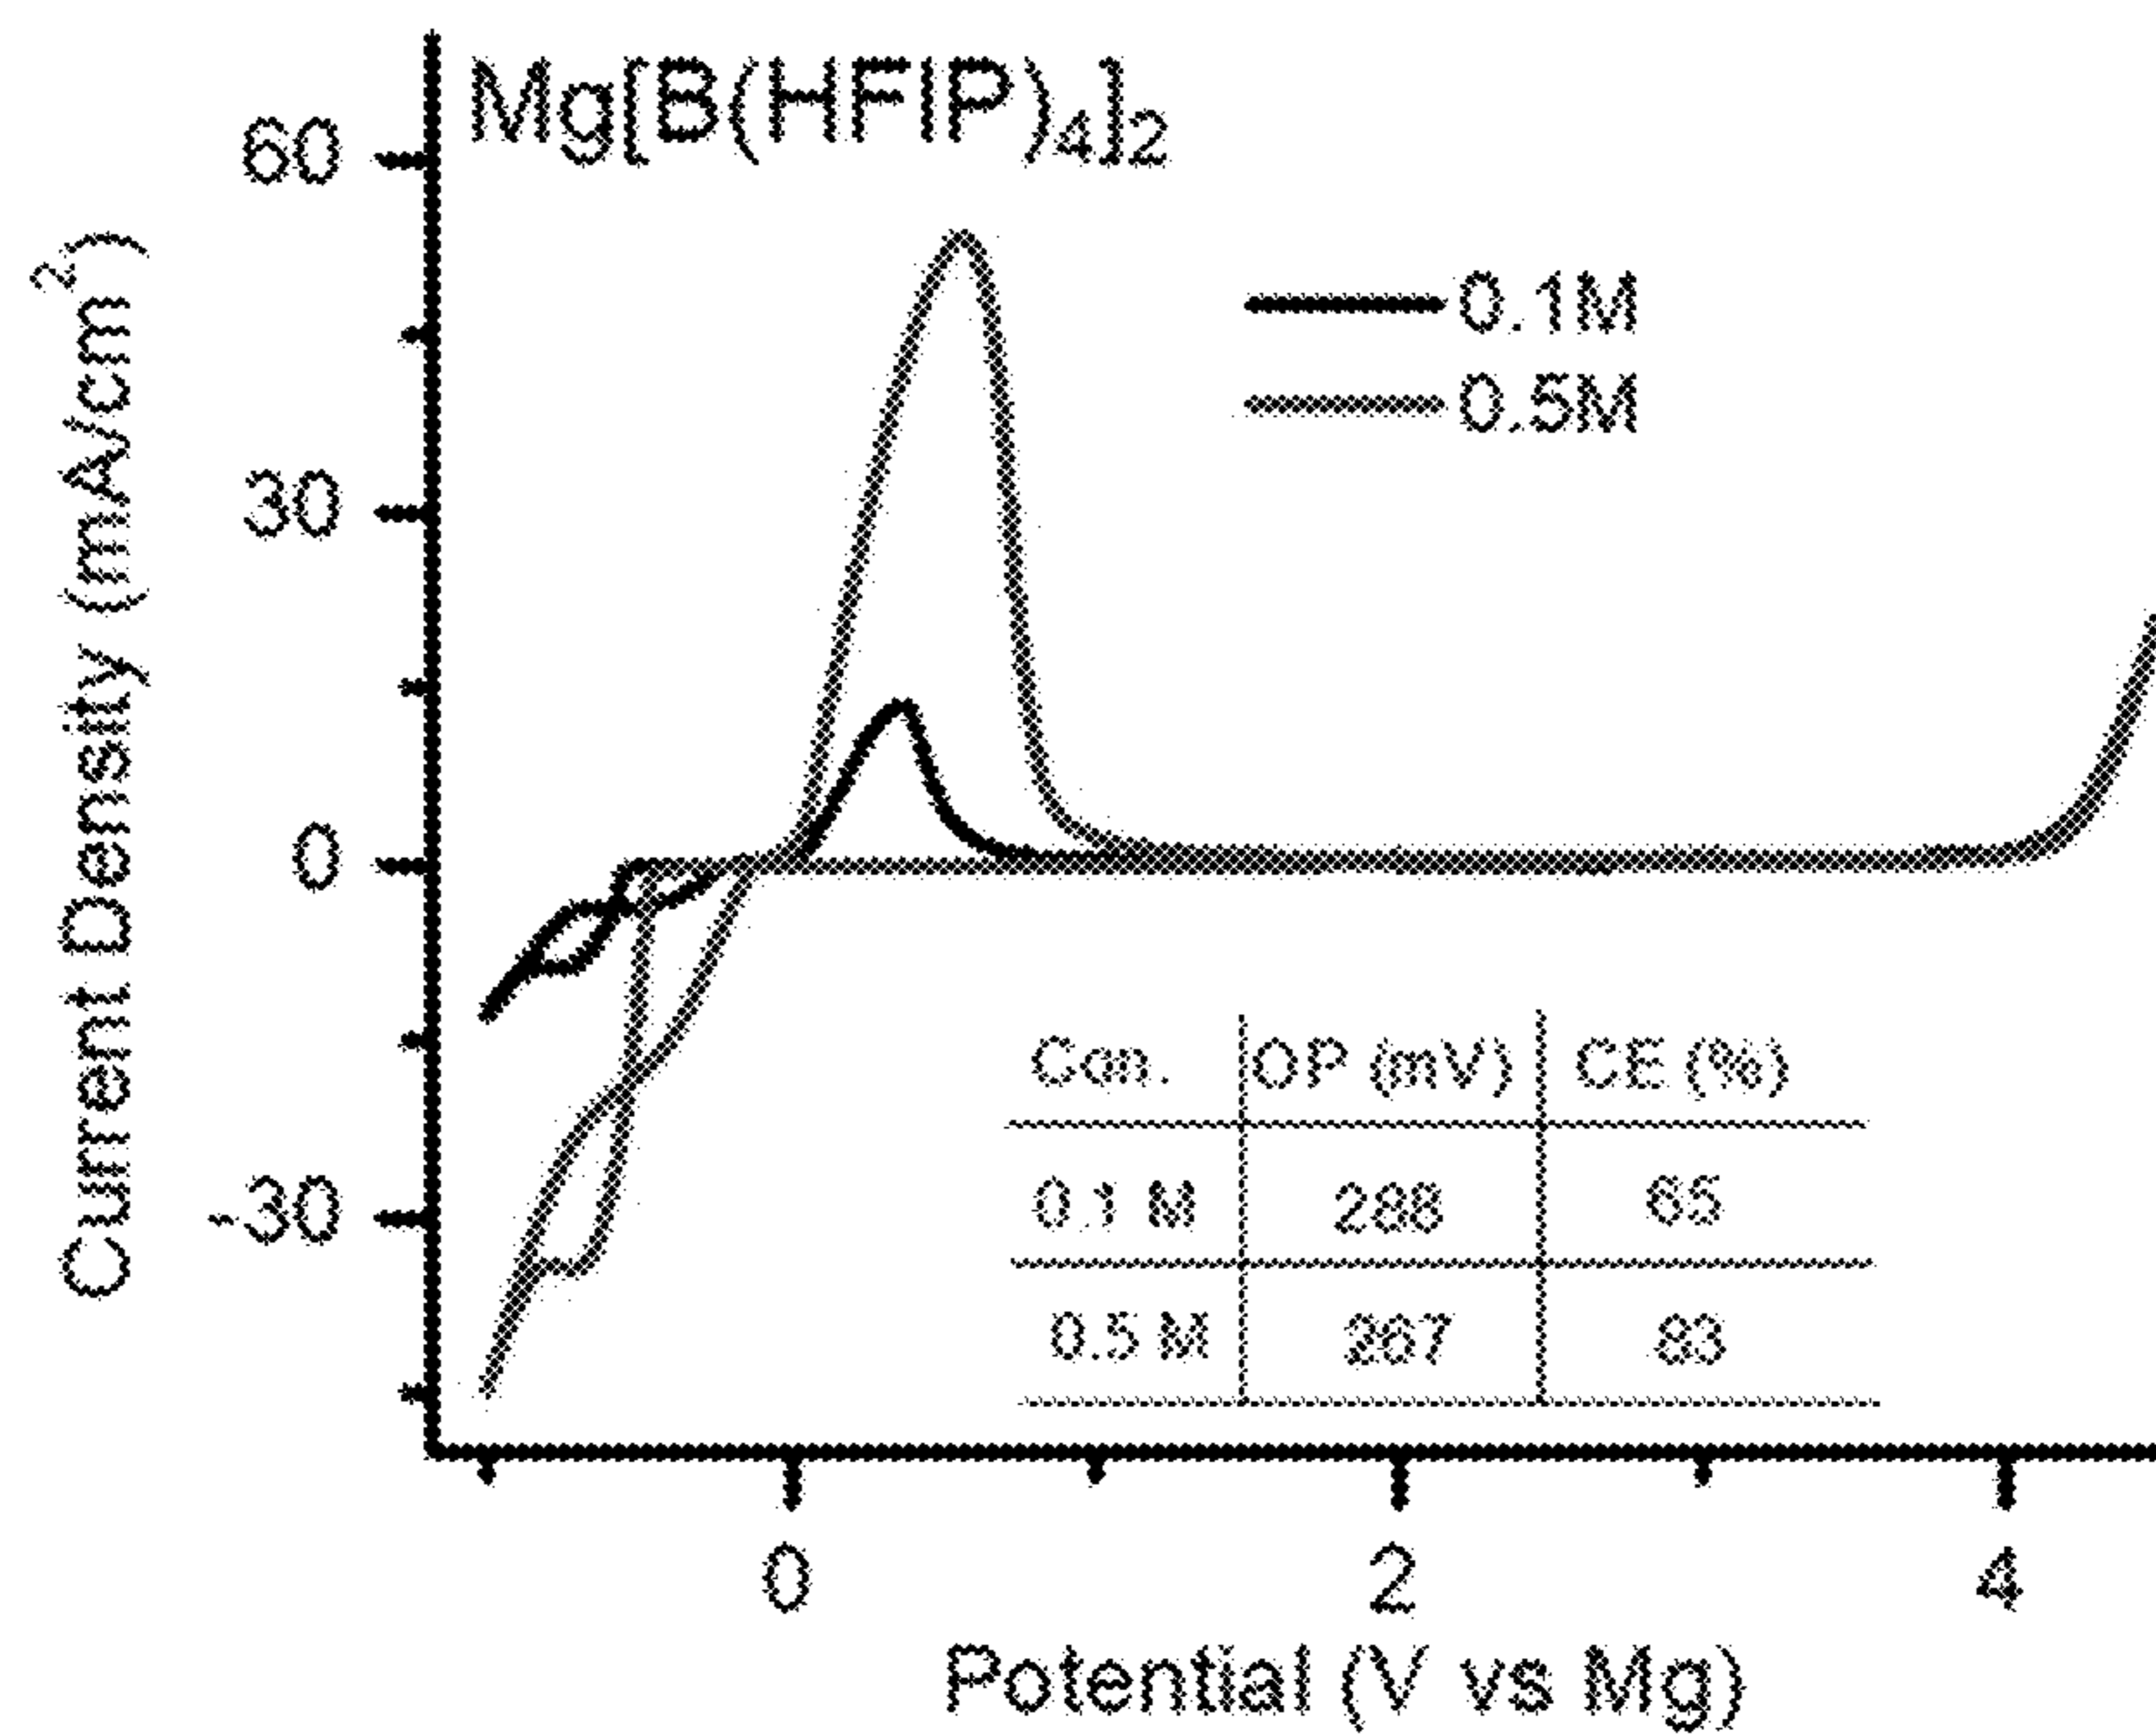 Mg[B(HFIP)₄]₂
Current Density (mA/cm²)
60
30
0
-30
0.1M
0.5M
Con. OP (mV) CE (%)
0.1 M 288 65
0.5 M 83
0 2 4
Potential (V vs Mg)